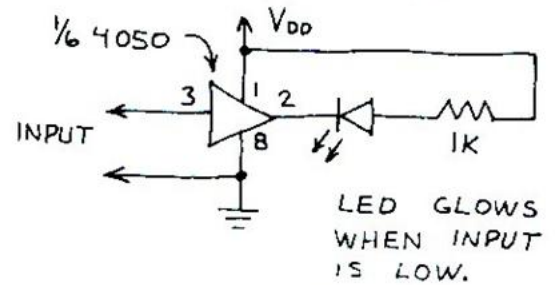 1/6 4050
VDD
3
1
2
8
INPUT
1K
LED GLOWS
WHEN INPUT
IS LOW.